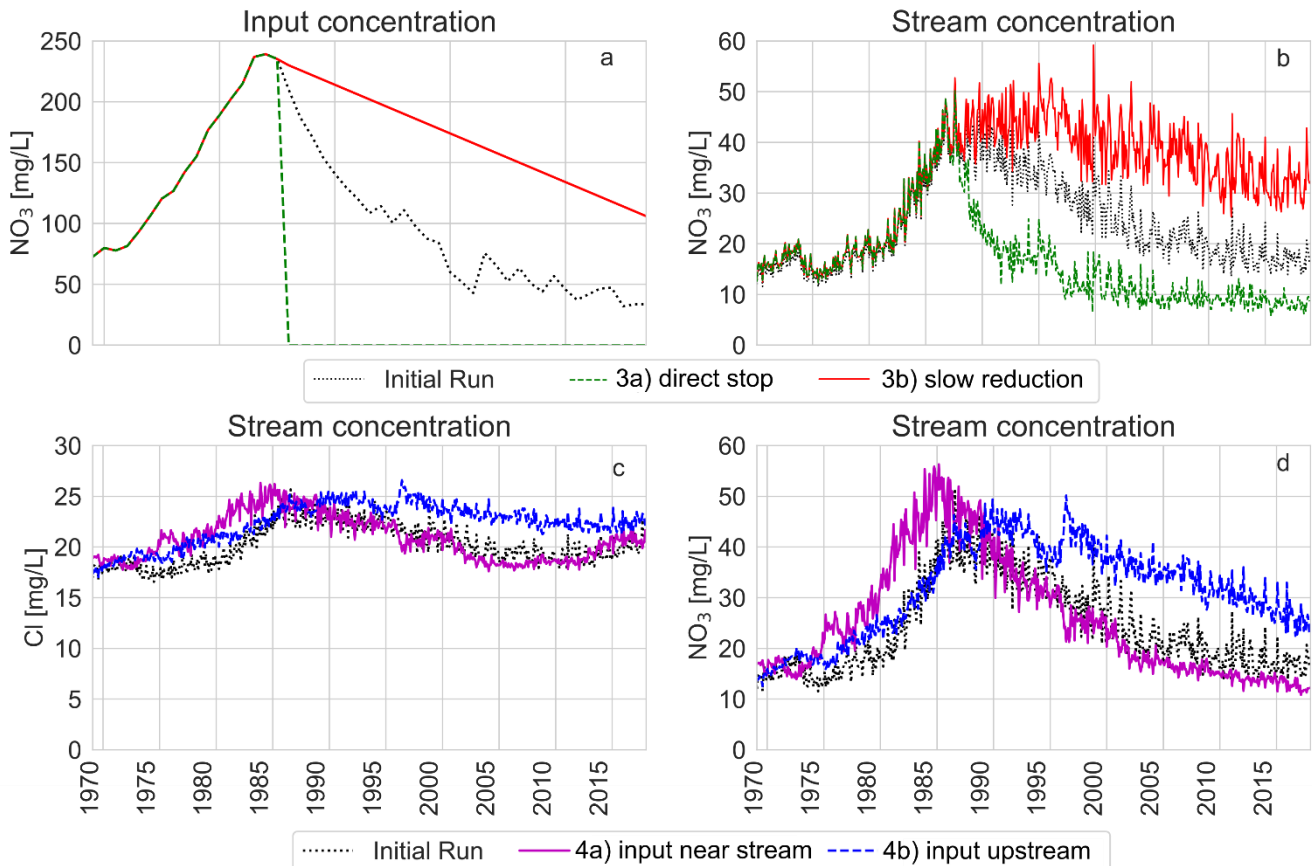 Input concentration
Stream concentration
250
200
150
100
50
0
NO3 [mg/L]
a
60
50
40
30
20
10
0
NO3 [mg/L]
b
Initial Run 3a) direct stop 3b) slow reduction
Stream concentration
Stream concentration
30
25
20
15
10
5
0
Cl [mg/L]
c
60
50
40
30
20
10
0
NO3 [mg/L]
d
1970 1975 1980 1985 1990 1995 2000 2005 2010 2015
1970 1975 1980 1985 1990 1995 2000 2005 2010 2015
Initial Run 4a) input near stream 4b) input upstream